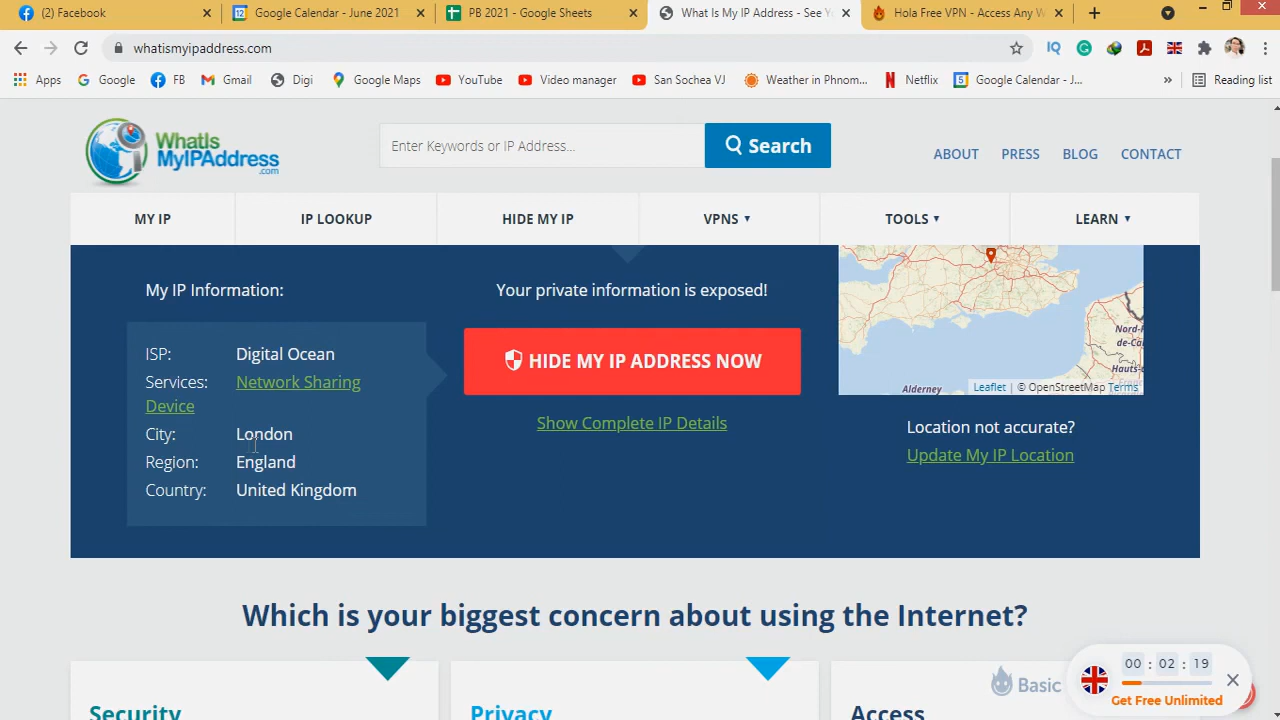 (2) Facebook
Google Calendar - June 2021
PB 2021 - Google Sheets
What Is My IP Address - See Y
Hola Free VPN - Access Any W
whatismyipaddress.com
Apps
Google
FB
Gmail
Digi
Google Maps
YouTube
Video manager
San Sochea VJ
Weather in Phnom...
Netflix
Google Calendar - J...
Reading list
WhatIs
MyIPAddress
.com
Enter Keywords or IP Address...
Search
ABOUT
PRESS
BLOG
CONTACT
MY IP
IP LOOKUP
HIDE MY IP
VPNS
TOOLS
LEARN
My IP Information:
ISP: Digital Ocean
Services: Network Sharing
Device
City: London
Region: England
Country: United Kingdom
Your private information is exposed!
HIDE MY IP ADDRESS NOW
Show Complete IP Details
Nord-
de-Ca
Hauts-
de-
Alderney
Leaflet | © OpenStreetMap Terms
Location not accurate?
Update My IP Location
Which is your biggest concern about using the Internet?
Security
Privacy
Access
Basic
00 : 02 : 19
Get Free Unlimited